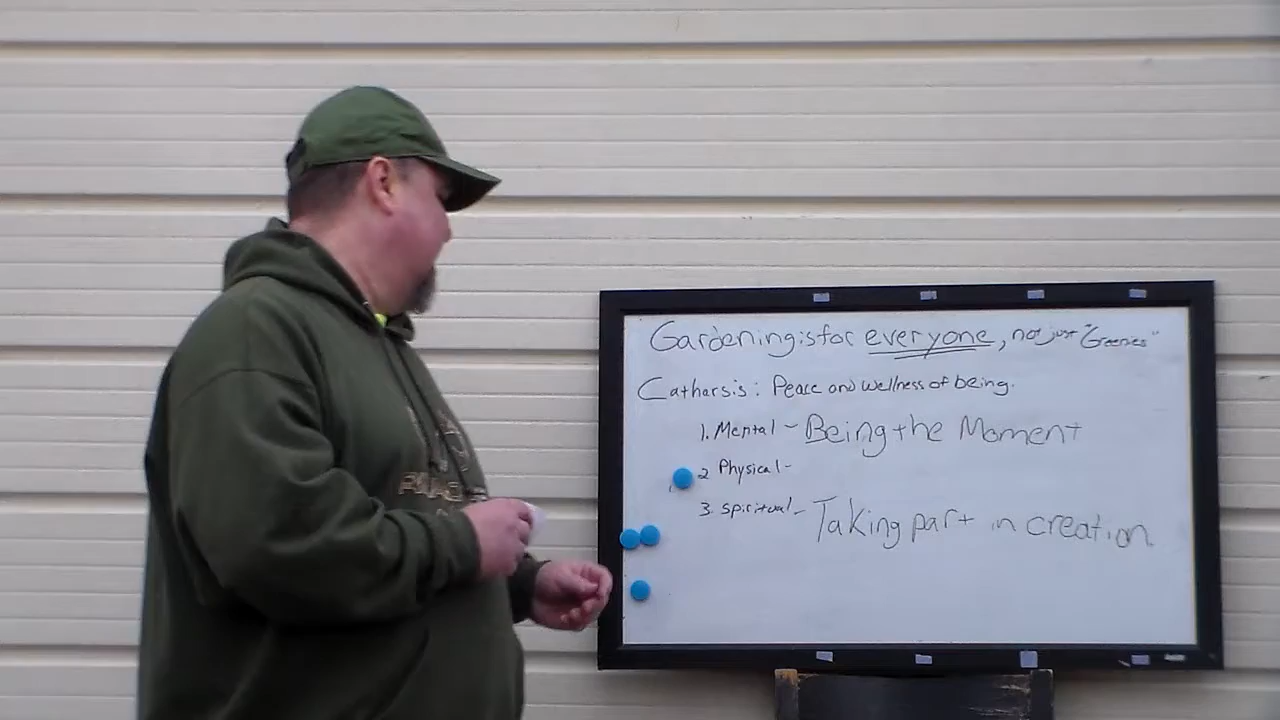 Gardening is for everyone, not just "Greenies"
Catharsis: Peace and wellness of being.
1. Mental - Being the Moment
2 Physical -
3. Spiritual - Taking part in creation.